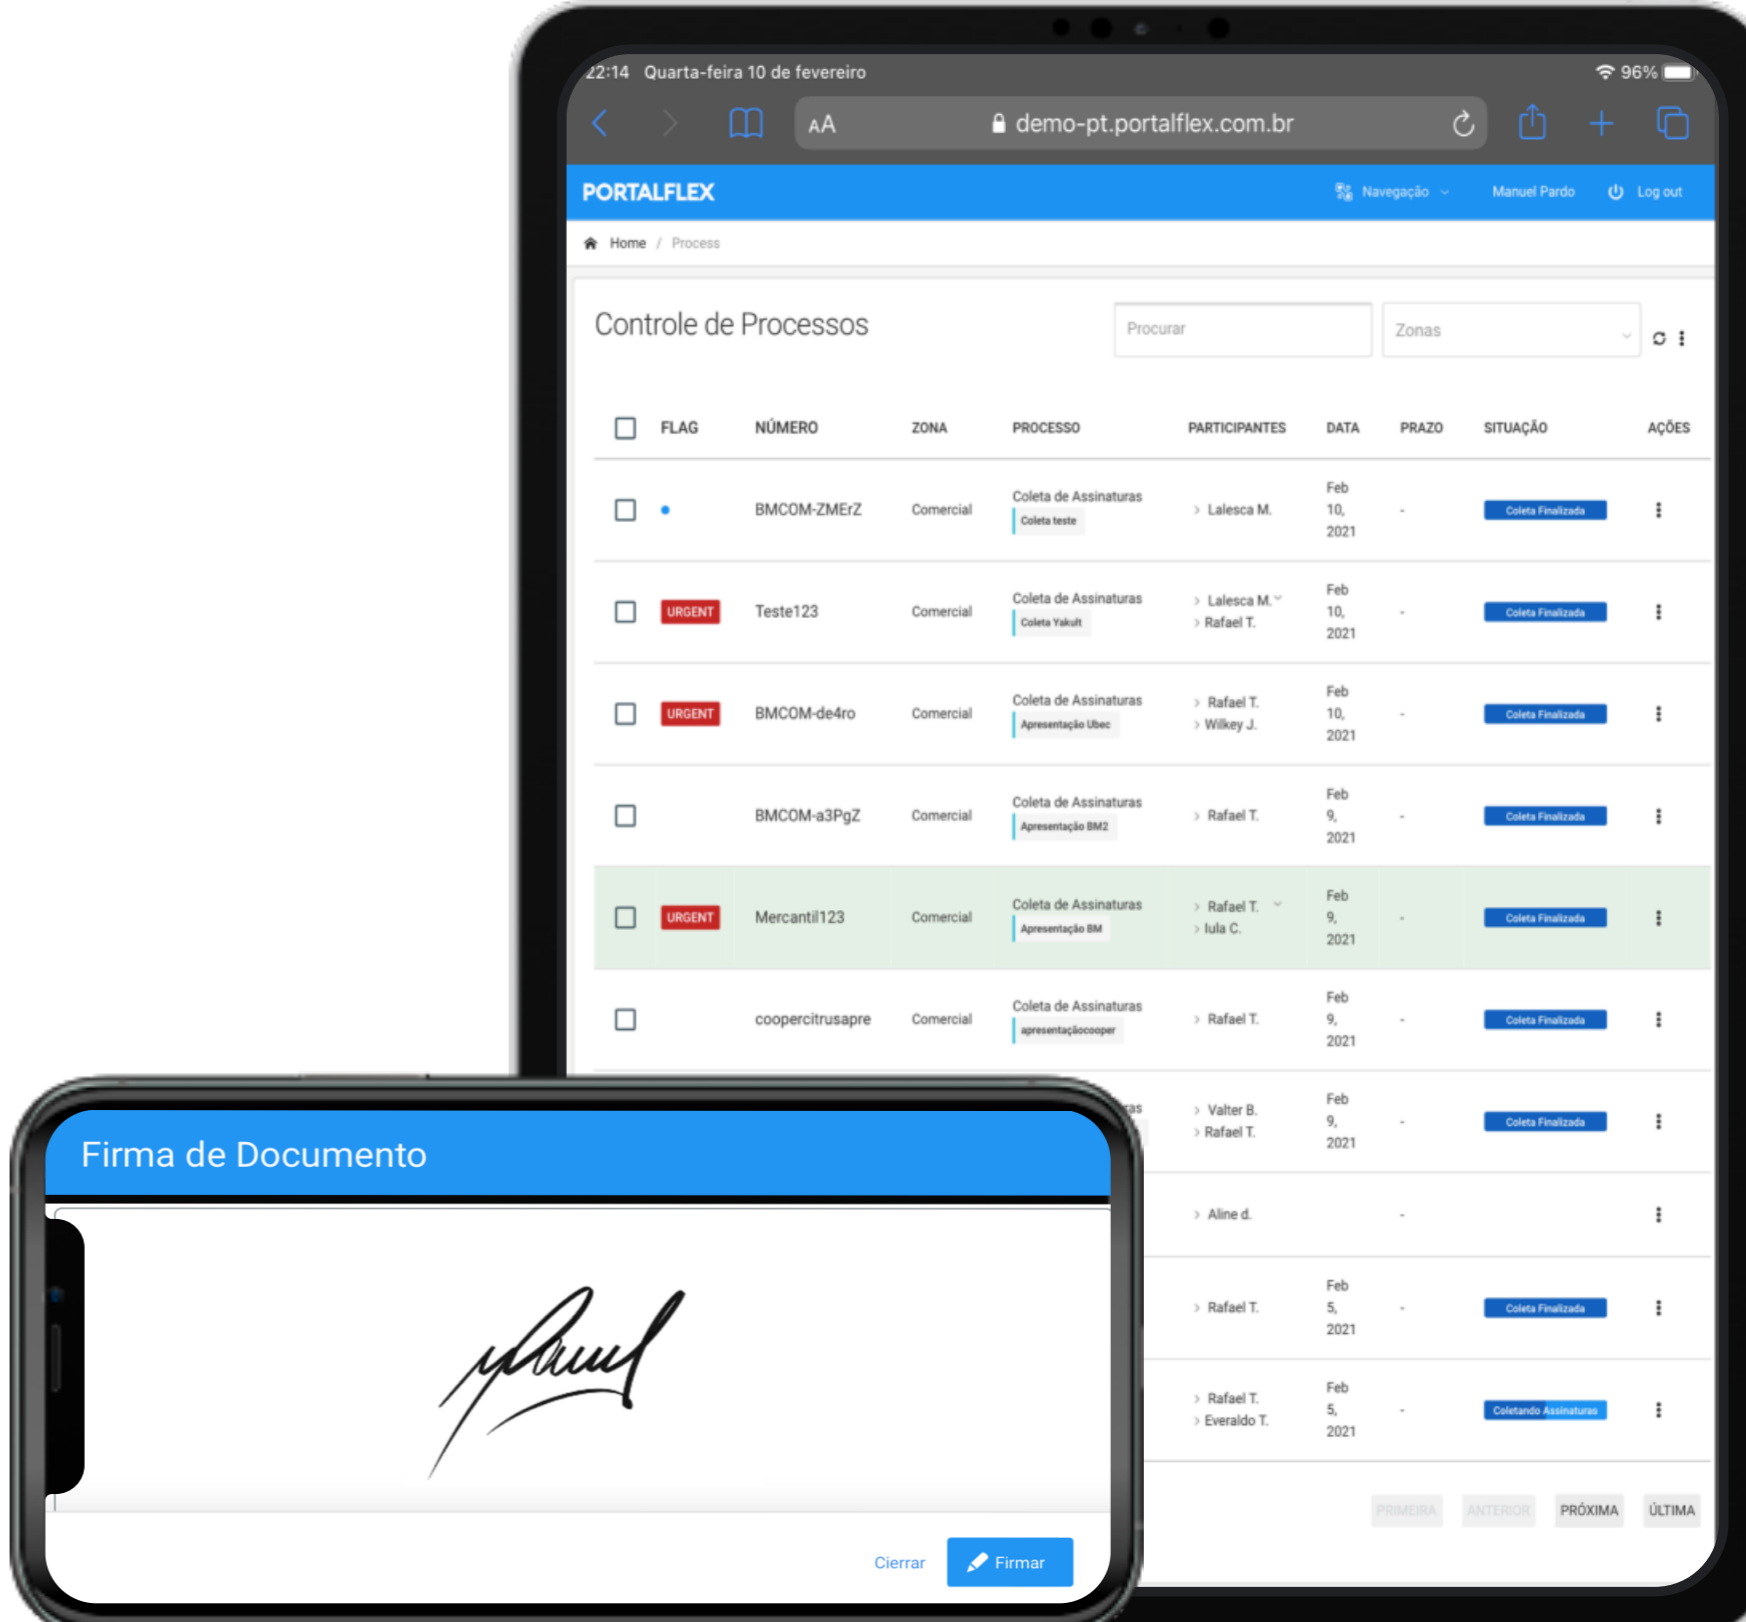 22:14 Quarta-feira 10 de fevereiro 96%
AA demo-pt.portalflex.com.br
PORTALFLEX Navegação Manuel Pardo Log out
Home / Process
Controle de Processos Procurar Zonas
FLAG NÚMERO ZONA PROCESSO PARTICIPANTES DATA PRAZO SITUAÇÃO AÇÕES
BMCOM-ZMErZ Comercial Coleta de Assinaturas Coleta teste > Lalesca M. Feb 10, 2021 - Coleta Finalizada
URGENT Teste123 Comercial Coleta de Assinaturas Coleta Yakult > Lalesca M. > Rafael T. Feb 10, 2021 - Coleta Finalizada
URGENT BMCOM-de4ro Comercial Coleta de Assinaturas Apresentação Ubec > Rafael T. > Wilkey J. Feb 10, 2021 - Coleta Finalizada
BMCOM-a3PgZ Comercial Coleta de Assinaturas Apresentação BM2 > Rafael T. Feb 9, 2021 - Coleta Finalizada
URGENT Mercantil123 Comercial Coleta de Assinaturas Apresentação BM > Rafael T. > Iula C. Feb 9, 2021 - Coleta Finalizada
coopercitrusapre Comercial Coleta de Assinaturas apresentaçãocooper > Rafael T. Feb 9, 2021 - Coleta Finalizada
ras > Valter B. > Rafael T. Feb 9, 2021 - Coleta Finalizada
> Aline d. -
> Rafael T. Feb 5, 2021 - Coleta Finalizada
> Rafael T. > Everaldo T. Feb 5, 2021 - Coletando Assinaturas
PRIMEIRA ANTERIOR PRÓXIMA ÚLTIMA
Firma de Documento
Cierrar Firmar